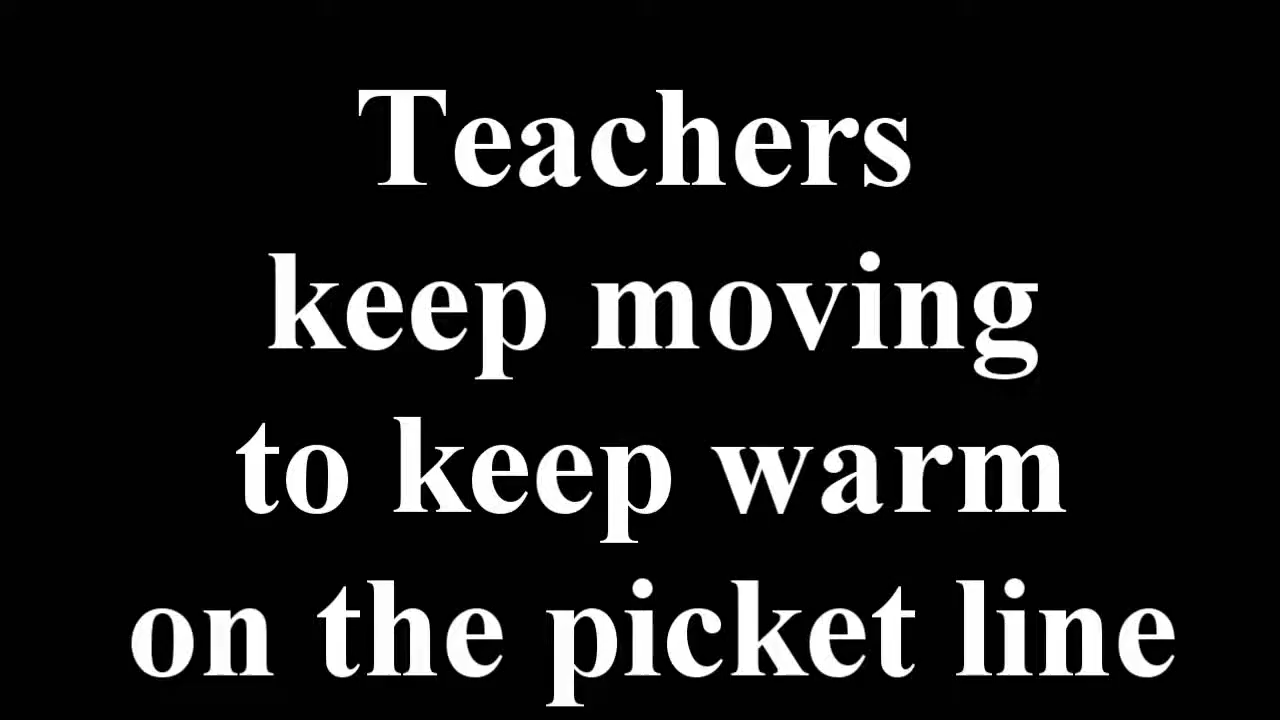 Teachers
keep moving
to keep warm
on the picket line